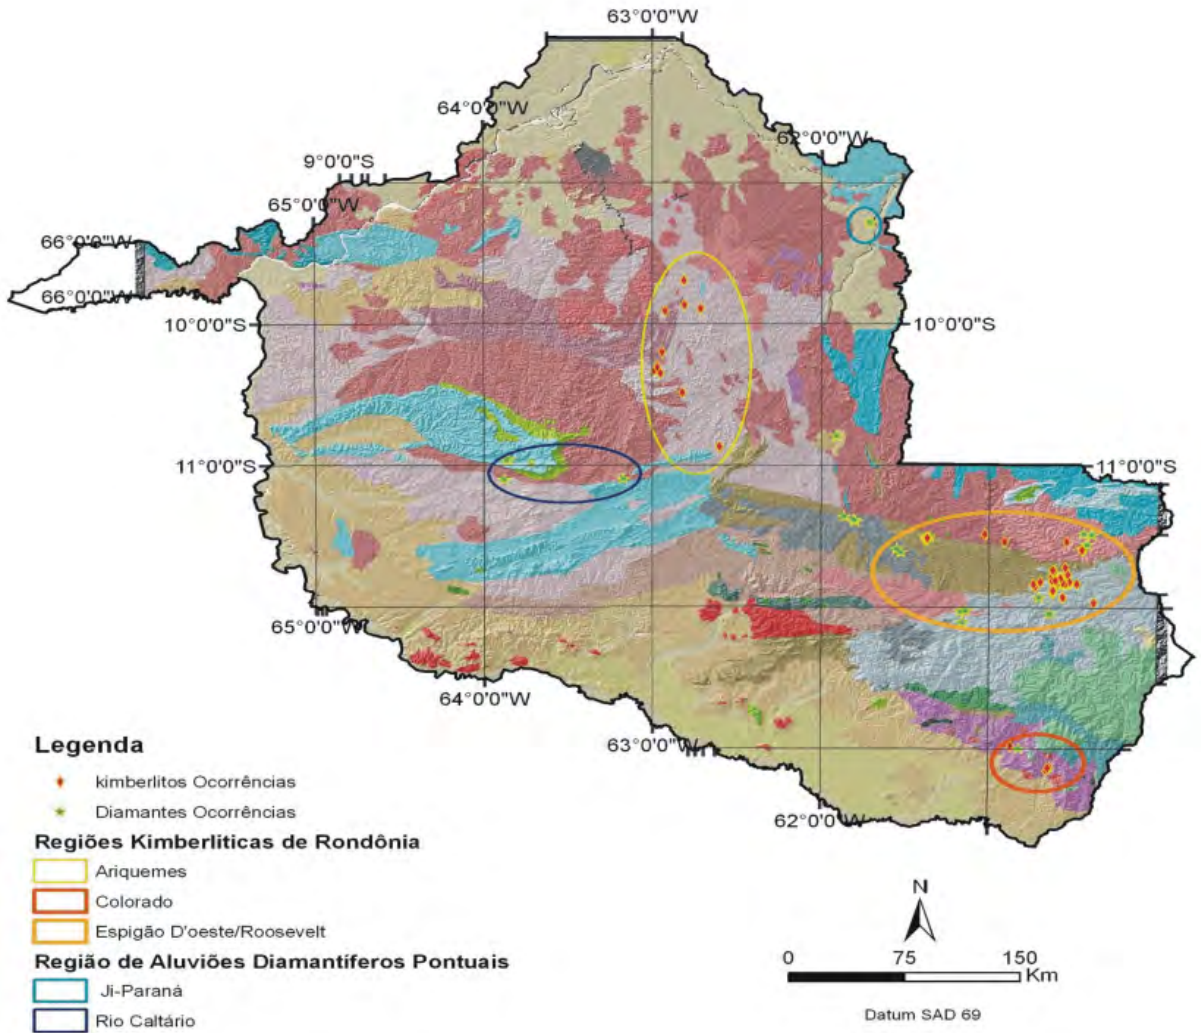 63°0'0"W
64°0'0"W
62°0'0"W
9°0'0"S
65°0'0"W
66°0'0"W
66°0'0"W
10°0'0"S
10°0'0"S
11°0'0"S
11°0'0"S
65°0'0"W
64°0'0"W
63°0'0"W
62°0'0"W
Legenda
kimberlitos Ocorrências
Diamantes Ocorrências
Regiões Kimberliticas de Rondônia
Ariquemes
Colorado
Espigão D'oeste/Roosevelt
Região de Aluviões Diamantíferos Pontuais
Ji-Paraná
Rio Caltário
N
0 75 150
Km
Datum SAD 69